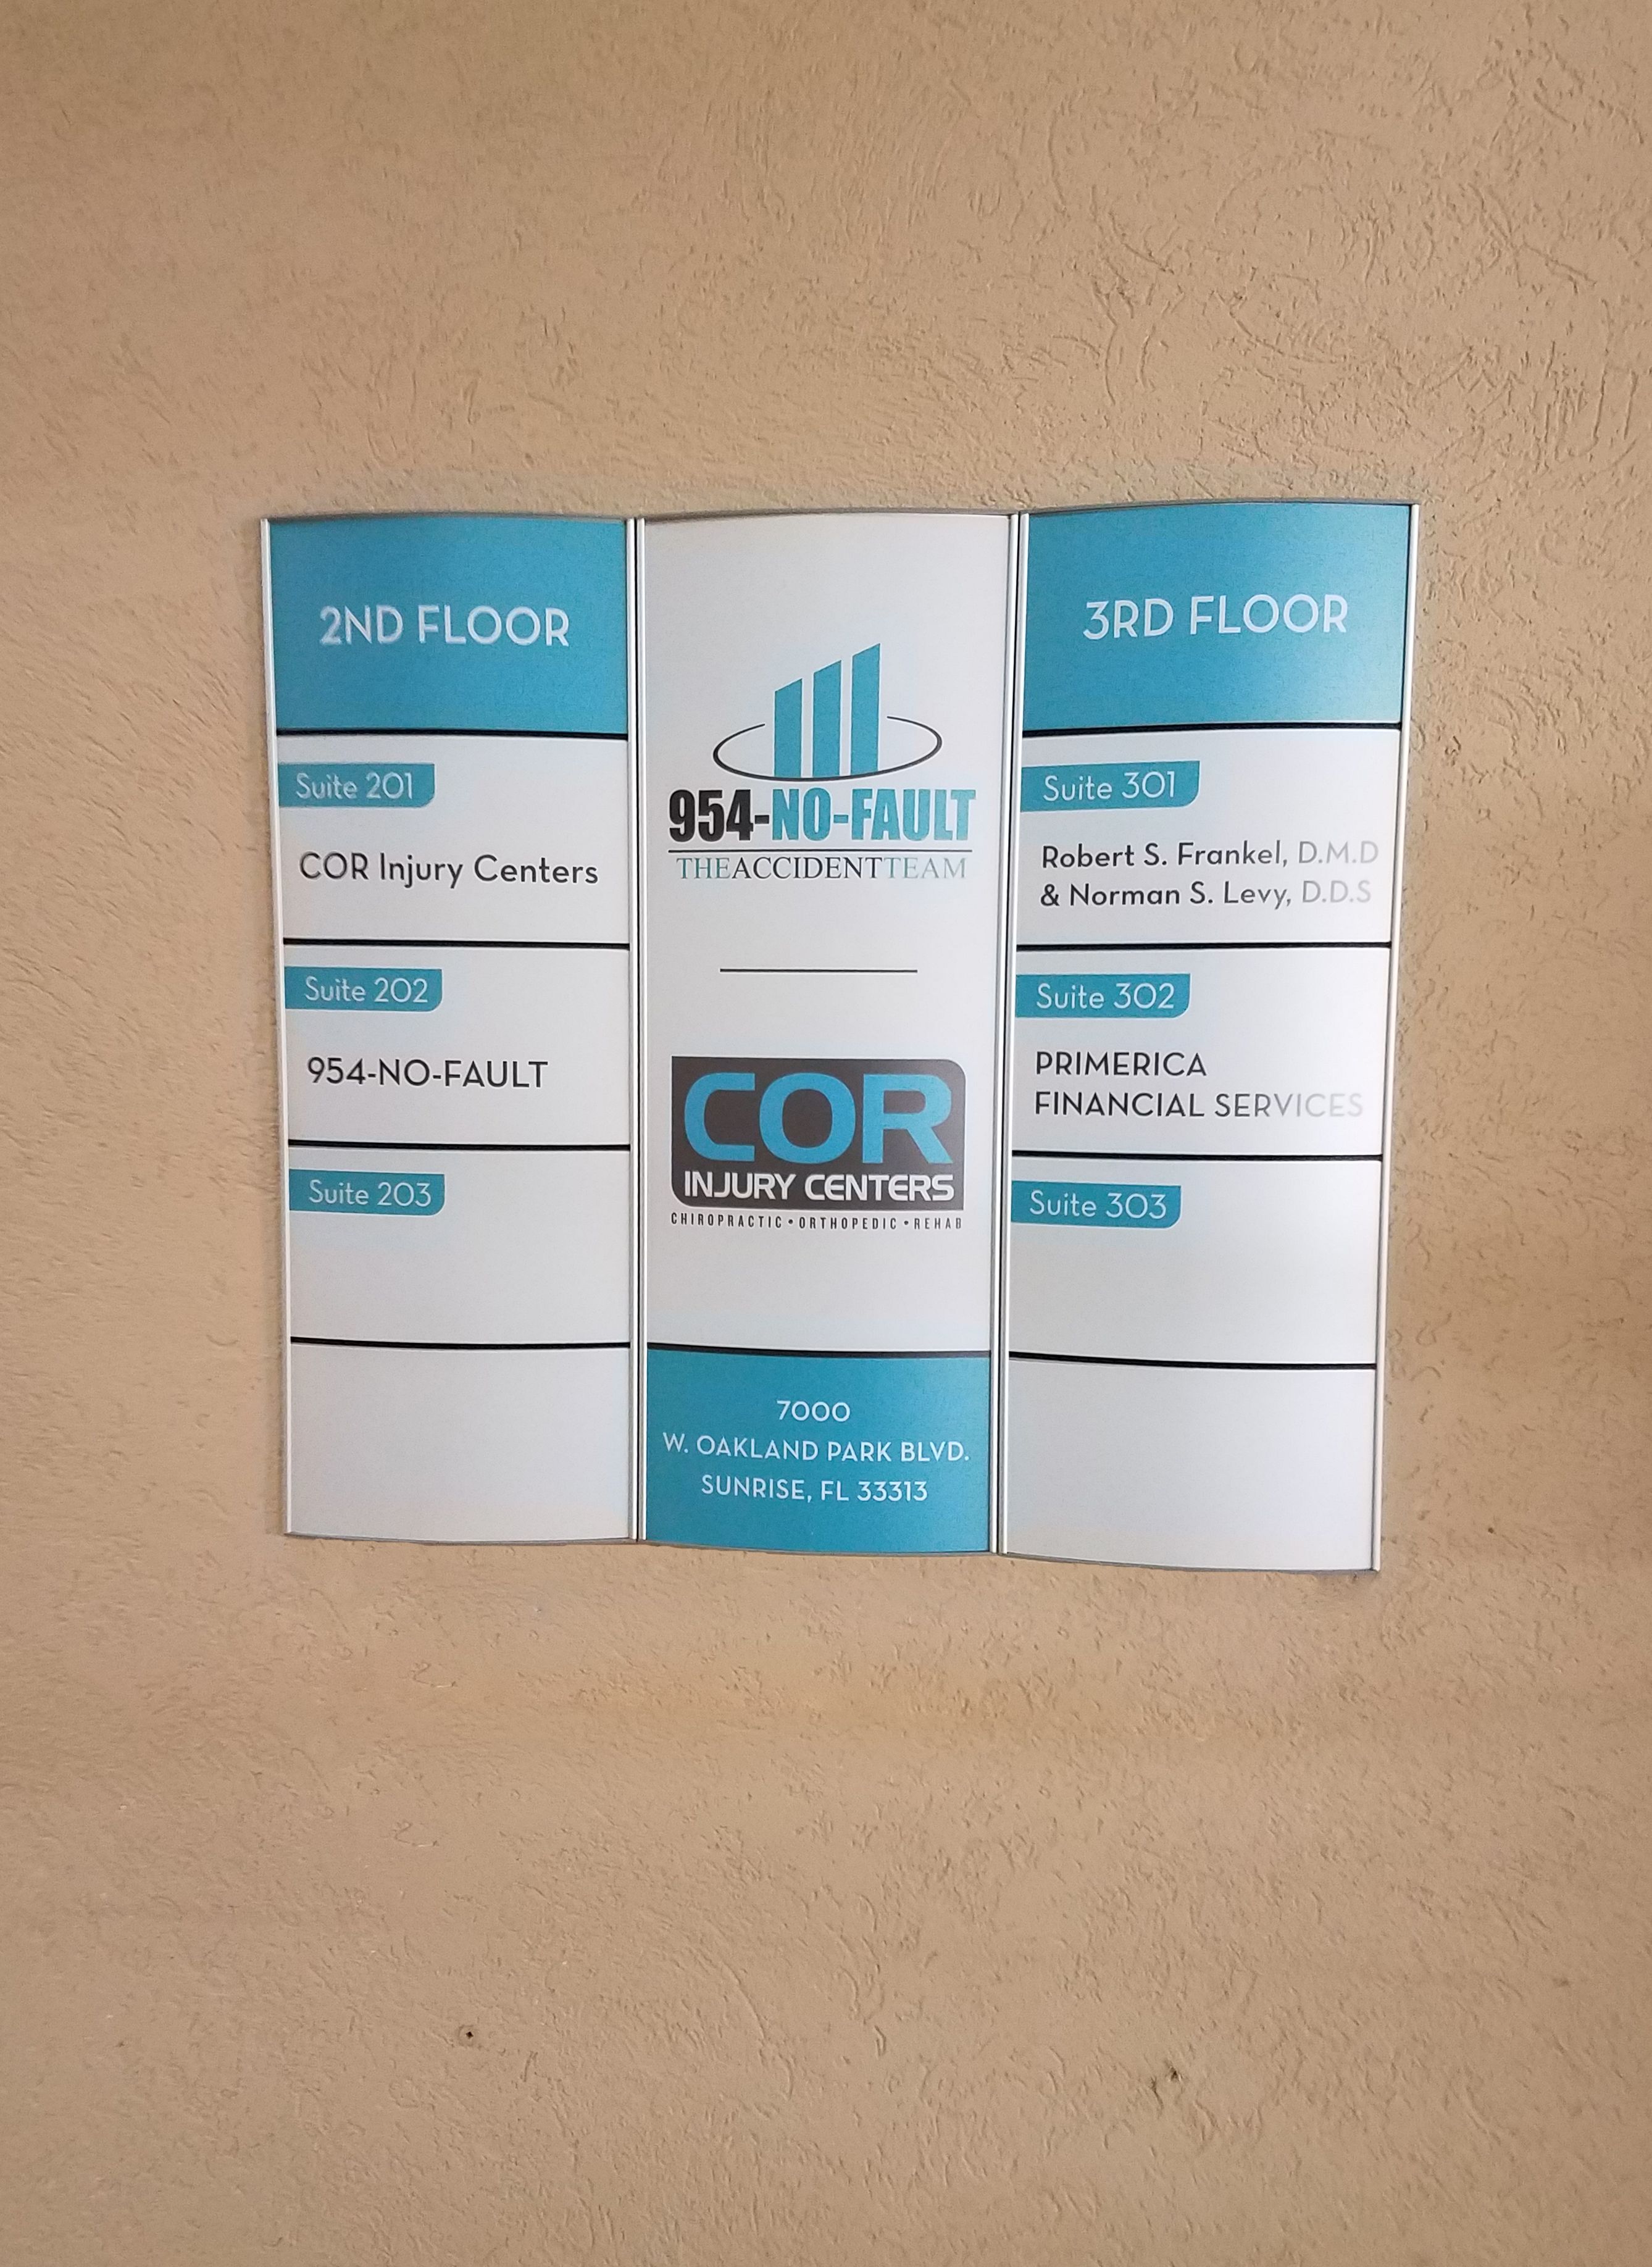 2ND FLOOR
Suite 201
COR Injury Centers
Suite 202
954-NO-FAULT
Suite 203
954-NO-FAULT
THEACCIDENTTEAM
COR
INJURY CENTERS
CHIROPRACTIC • ORTHOPEDIC • REHAB
7000
W. OAKLAND PARK BLVD.
SUNRISE, FL 33313
3RD FLOOR
Suite 301
Robert S. Frankel, D.M.D
& Norman S. Levy, D.D.S
Suite 302
PRIMERICA
FINANCIAL SERVICES
Suite 303